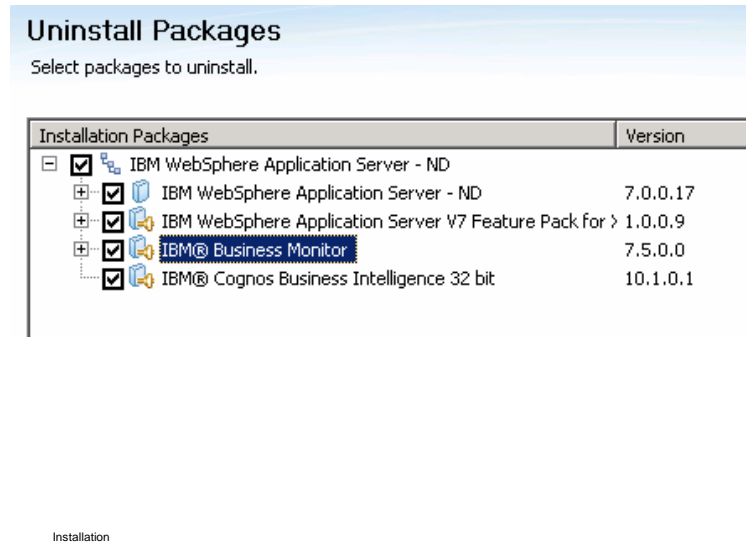 Uninstall Packages
Select packages to uninstall.
Installation Packages Version
IBM WebSphere Application Server - ND
IBM WebSphere Application Server - ND 7.0.0.17
IBM WebSphere Application Server V7 Feature Pack for 1.0.0.9
IBM® Business Monitor 7.5.0.0
IBM® Cognos Business Intelligence 32 bit 10.1.0.1
Installation